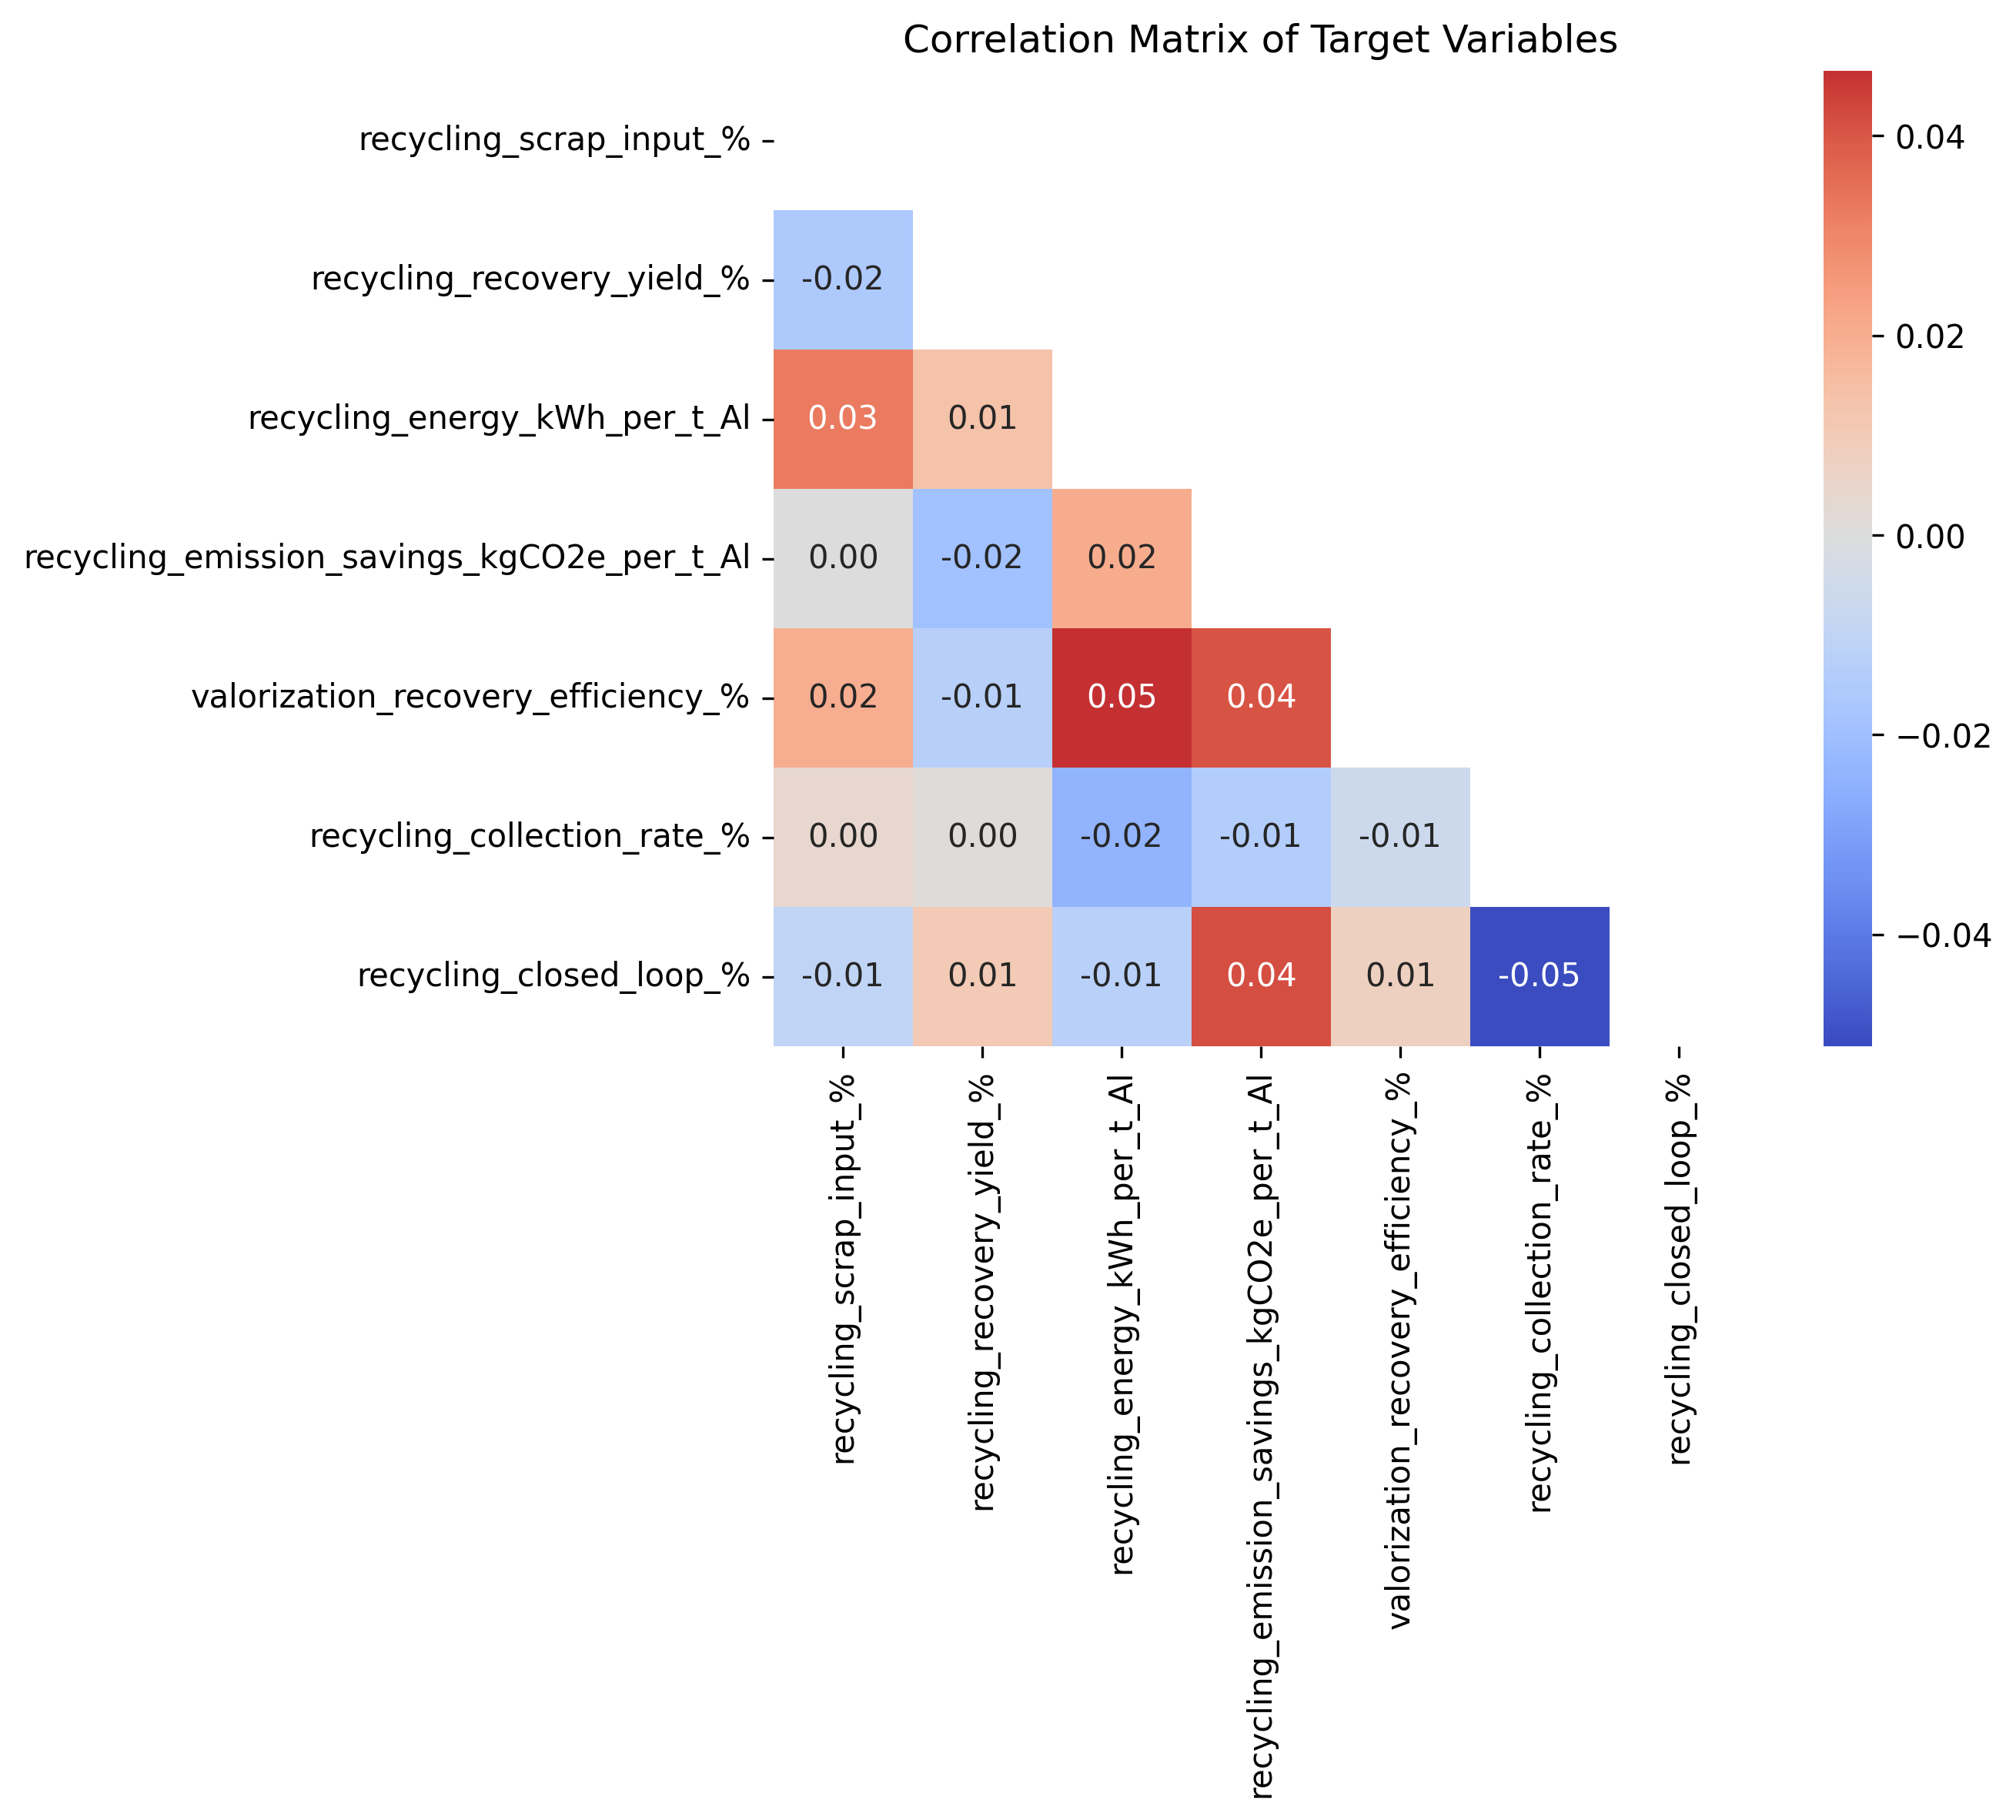 Correlation Matrix of Target Variables
recycling_scrap_input_%
recycling_recovery_yield_%
-0.02
recycling_energy_kWh_per_t_Al
0.03 0.01
recycling_emission_savings_kgCO2e_per_t_Al
0.00 -0.02 0.02
valorization_recovery_efficiency_%
0.02 -0.01 0.05 0.04
recycling_collection_rate_%
0.00 0.00 -0.02 -0.01 -0.01
recycling_closed_loop_%
-0.01 0.01 -0.01 0.04 0.01 -0.05
recycling_scrap_input_%
recycling_recovery_yield_%
recycling_energy_kWh_per_t_Al
recycling_emission_savings_kgCO2e_per_t_Al
valorization_recovery_efficiency_%
recycling_collection_rate_%
recycling_closed_loop_%
0.04
0.02
0.00
−0.02
−0.04